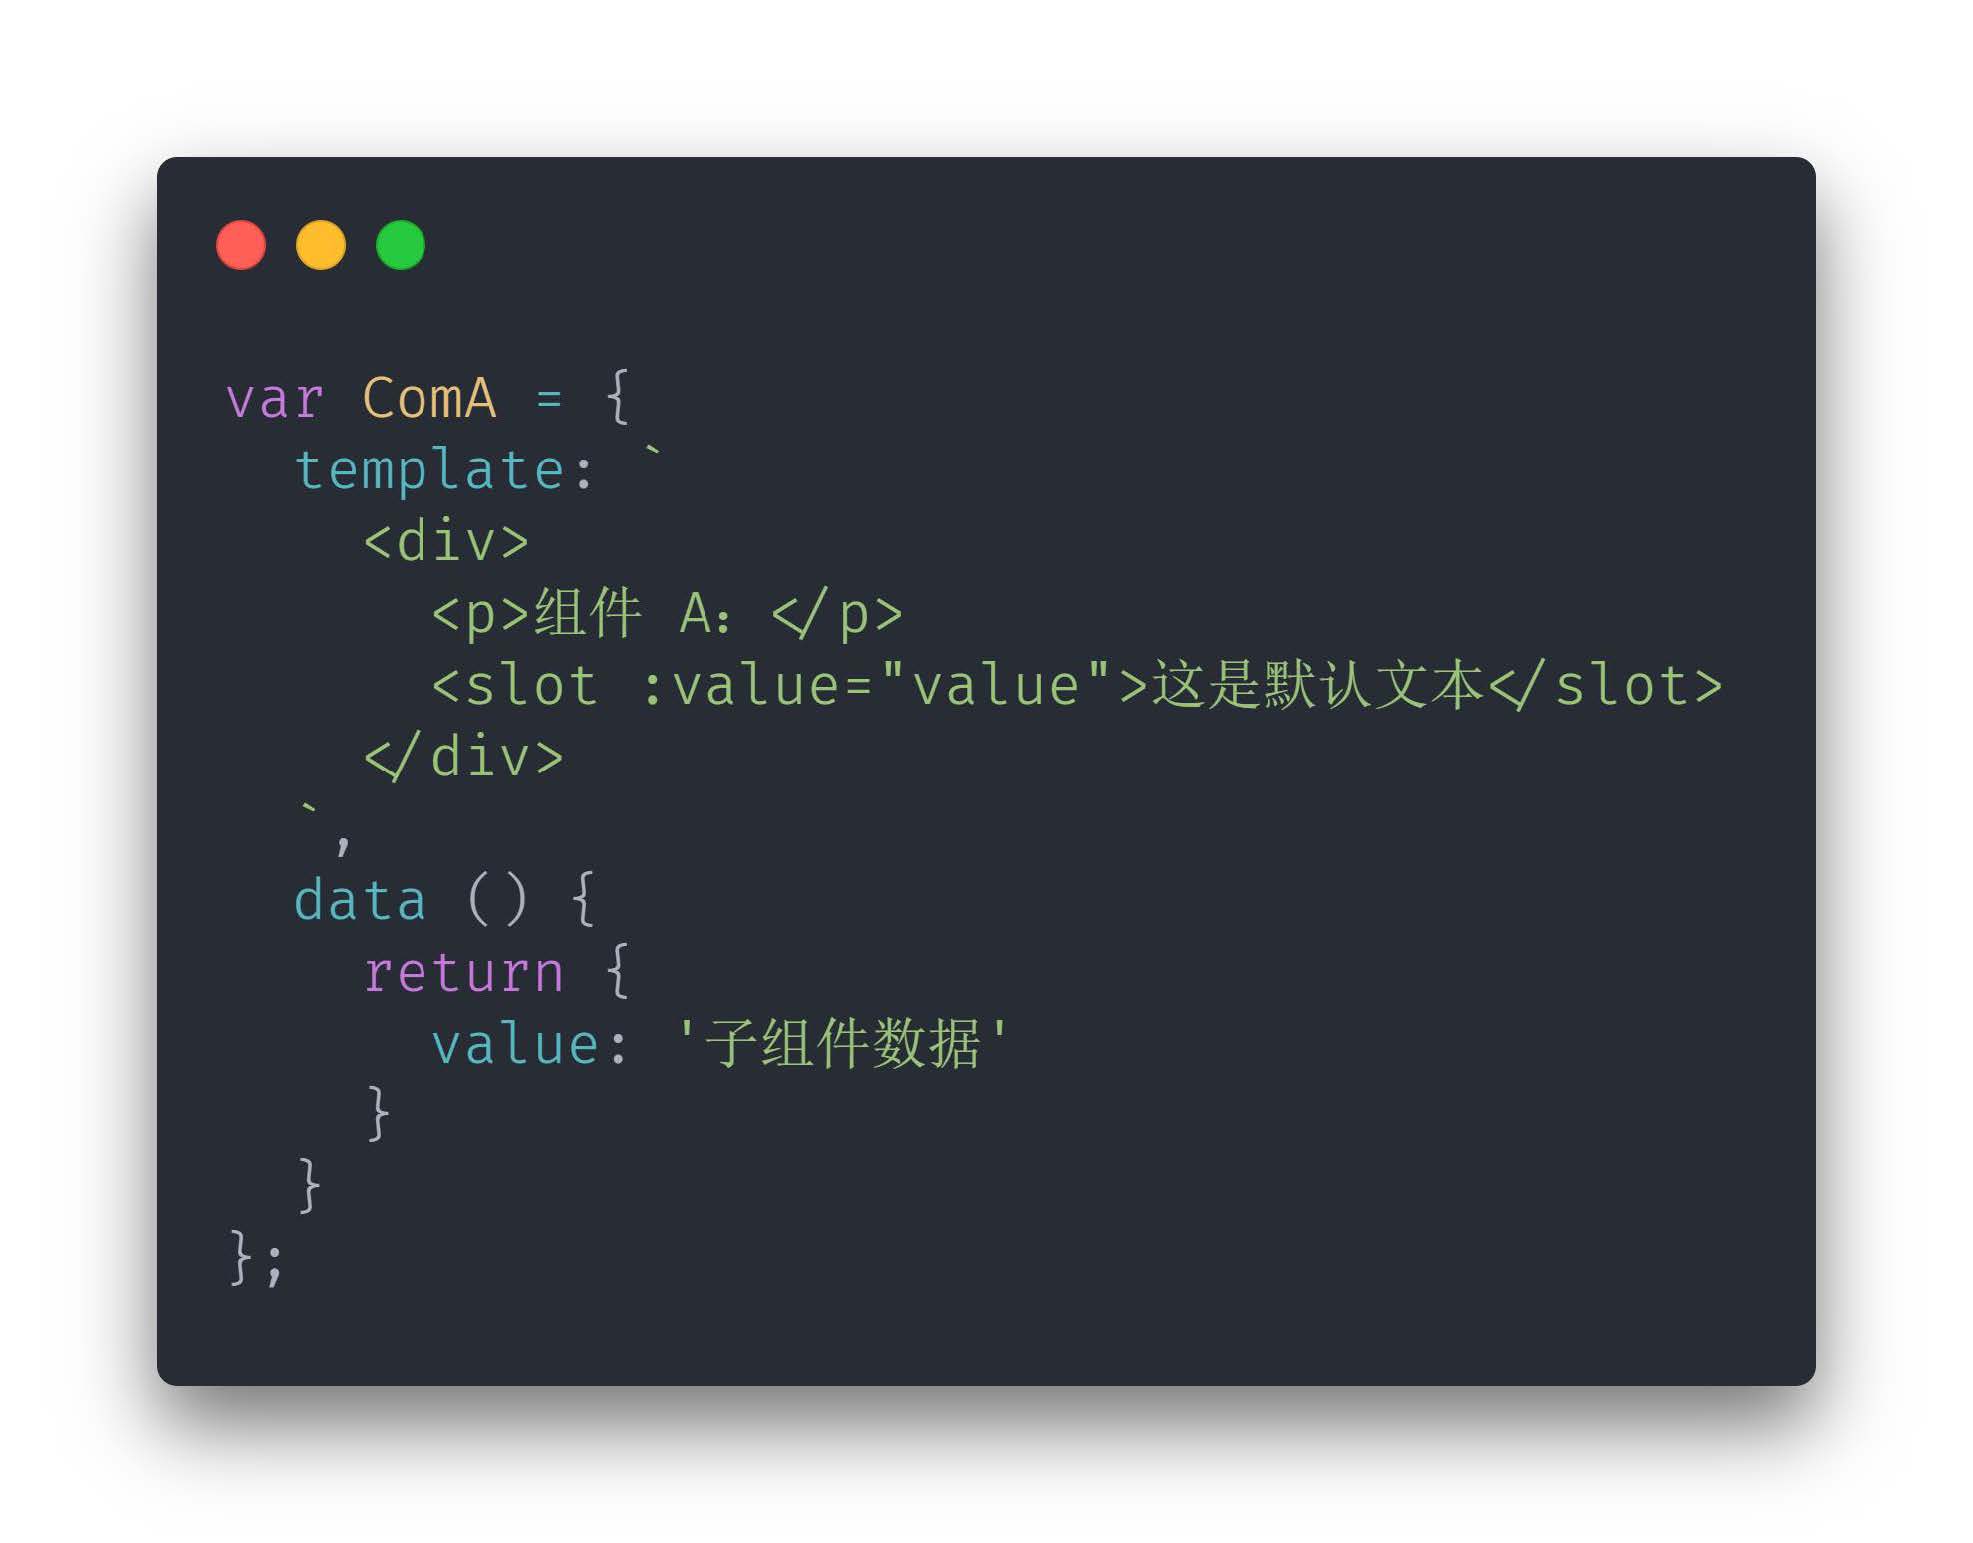 var ComA = {
  template: `
    <div>
      <p>组件 A：</p>
      <slot :value="value">这是默认文本</slot>
    </div>
  `,
  data () {
    return {
      value: '子组件数据'
    }
  }
};